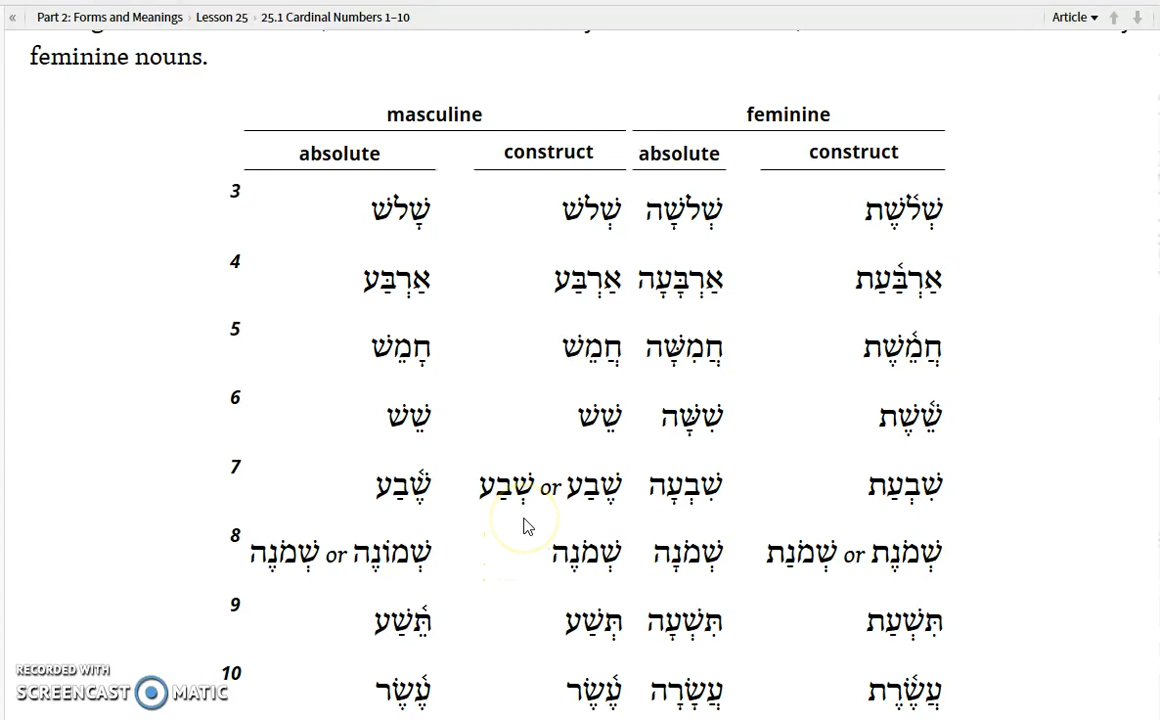 « Part 2: Forms and Meanings › Lesson 25 › 25.1 Cardinal Numbers 1–10 Article
feminine nouns.
masculine feminine
absolute construct absolute construct
3 שָׁלֹשׁ שְׁלֹשׁ שְׁלֹשָׁה שְׁלֹ֫שֶׁת
4 אַרְבַּע אַרְבַּע אַרְבָּעָה אַרְבַּ֫עַת
5 חָמֵשׁ חֲמֵשׁ חֲמִשָּׁה חֲמֵ֫שֶׁת
6 שֵׁשׁ שֵׁשׁ שִׁשָּׁה שֵׁ֫שֶׁת
7 שֶׁ֫בַע שֶׁבַע or שְׁבַע שִׁבְעָה שִׁבְעַת
8 שְׁמוֹנֶה or שְׁמֹנֶה שְׁמֹנֶה שְׁמֹנָה שְׁמֹנֶת or שְׁמֹנַת
9 תֵּ֫שַׁע תְּשַׁע תִּשְׁעָה תִּשְׁעַת
10 עֶ֫שֶׂר עֶ֫שֶׂר עֲשָׂרָה עֲשֶׂ֫רֶת
RECORDED WITH
SCREENCAST MATIC